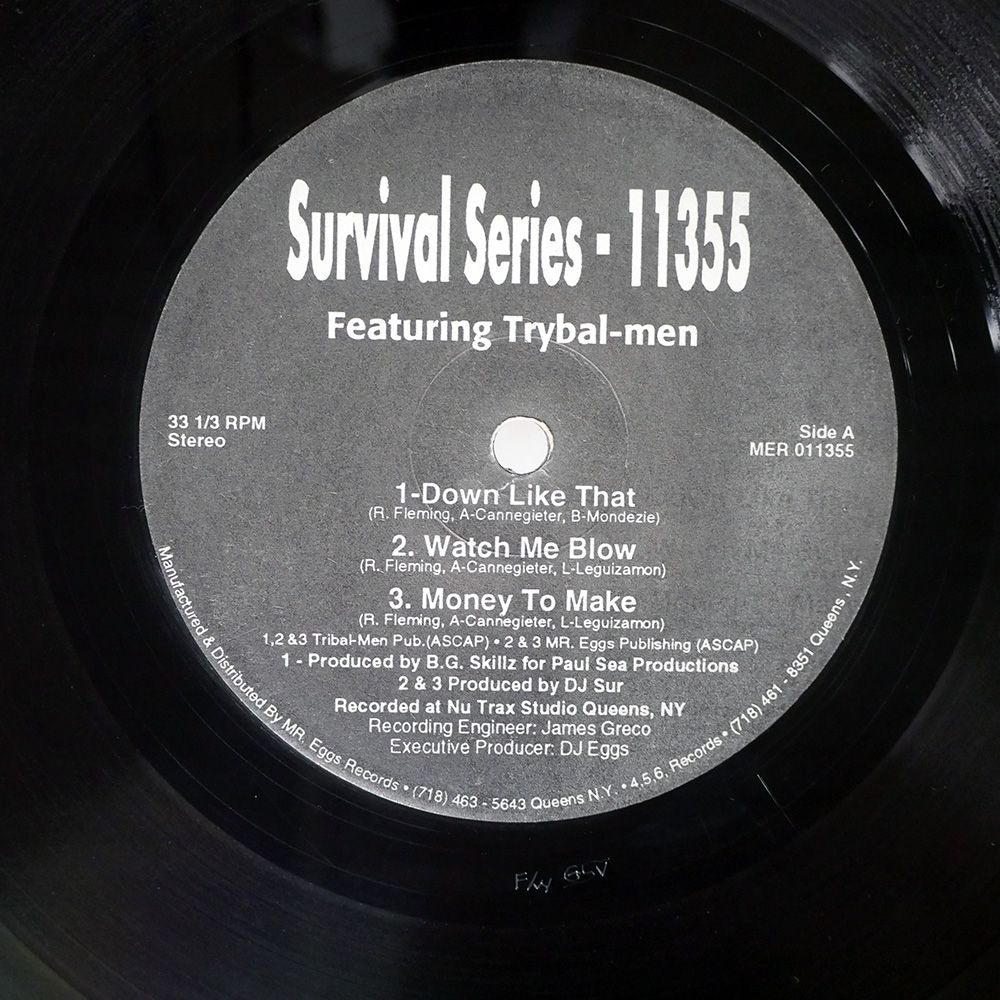 Survival Series - 11355
Featuring Trybal-men
33 1/3 RPM
Stereo
Side A
MER 011355
1-Down Like That
(R. Fleming, A-Cannegieter, B-Mondezie)
2. Watch Me Blow
(R. Fleming, A-Cannegieter, L-Leguizamon)
3. Money To Make
(R. Fleming, A-Cannegieter, L-Leguizamon)
1,2 &3 Tribal-Men Pub.(ASCAP) • 2 & 3 MR. Eggs Publishing (ASCAP)
1 - Produced by B.G. Skillz for Paul Sea Productions
2 & 3 Produced by DJ Sur
Recorded at Nu Trax Studio Queens, NY
Recording Engineer: James Greco
Executive Producer: DJ Eggs
Manufactured & Distributed By MR. Eggs Records • (718) 463 - 5643 Queens N.Y. • 4,5,6, Records • (718) 461 - 8351 Queens , N.Y.